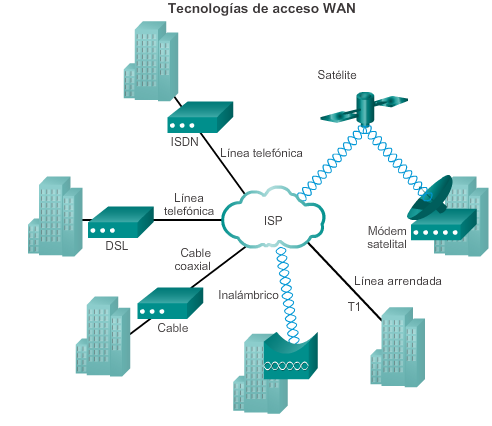 Tecnologías de acceso WAN
Satélite
ISDN
Línea telefónica
Línea
telefónica
ISP
DSL
Módem
satelital
Cable
coaxial
Línea arrendada
Inalámbrico
T1
Cable